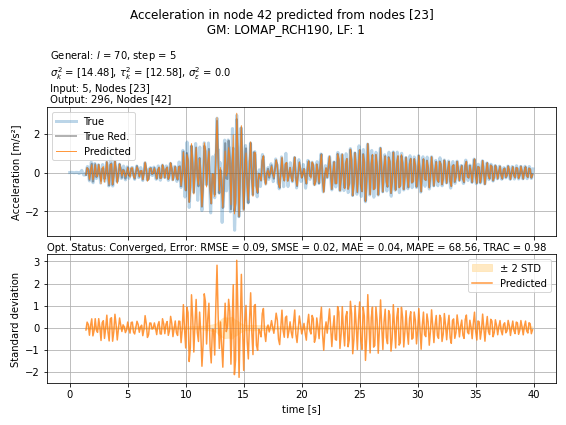 Acceleration in node 42 predicted from nodes [23]
GM: LOMAP_RCH190, LF: 1
General: l = 70, step = 5
σ²ₖ = [14.48], τ²ₖ = [12.58], σ²ε = 0.0
Input: 5, Nodes [23]
Output: 296, Nodes [42]
True
True Red.
Predicted
Acceleration [m/s²]
2
0
−2
Opt. Status: Converged, Error: RMSE = 0.09, SMSE = 0.02, MAE = 0.04, MAPE = 68.56, TRAC = 0.98
± 2 STD
Predicted
Standard deviation
3
2
1
0
−1
−2
0 5 10 15 20 25 30 35 40
time [s]